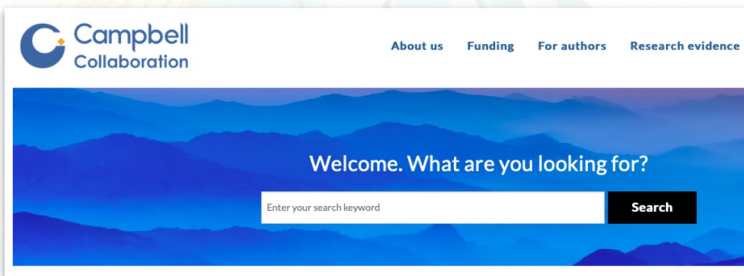 Campbell
Collaboration
About us Funding For authors Research evidence
Welcome. What are you looking for?
Enter your search keyword Search